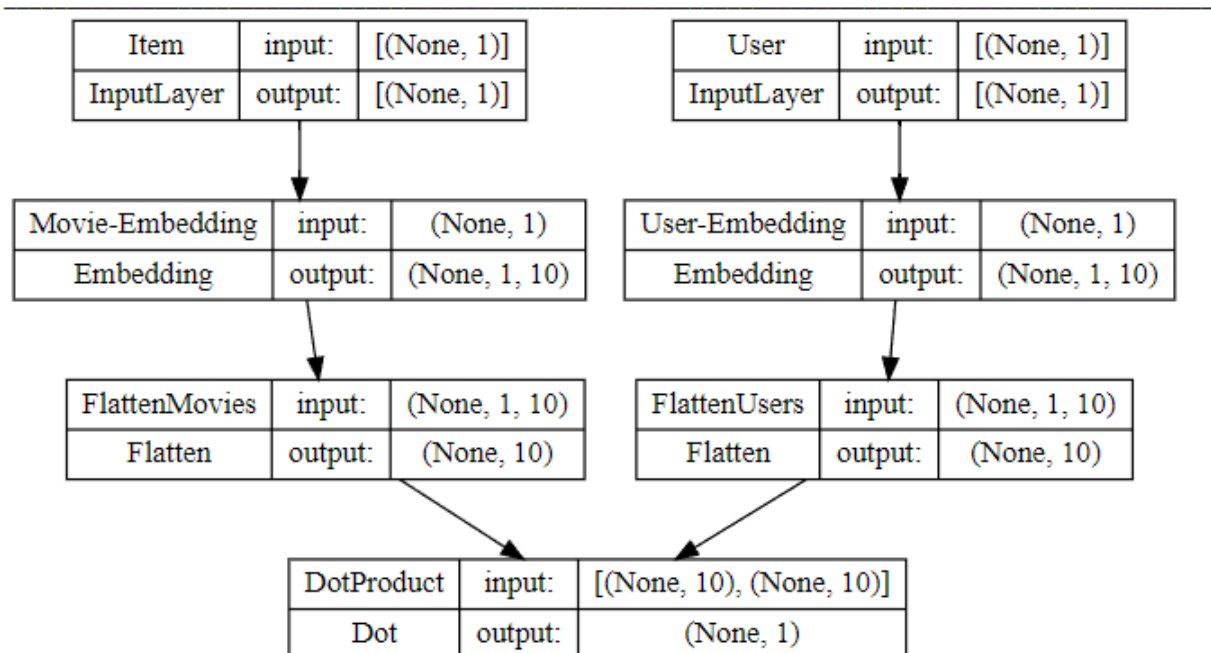 Item input: [(None, 1)]
InputLayer output: [(None, 1)]
User input: [(None, 1)]
InputLayer output: [(None, 1)]
Movie-Embedding input: (None, 1)
Embedding output: (None, 1, 10)
User-Embedding input: (None, 1)
Embedding output: (None, 1, 10)
FlattenMovies input: (None, 1, 10)
Flatten output: (None, 10)
FlattenUsers input: (None, 1, 10)
Flatten output: (None, 10)
DotProduct input: [(None, 10), (None, 10)]
Dot output: (None, 1)